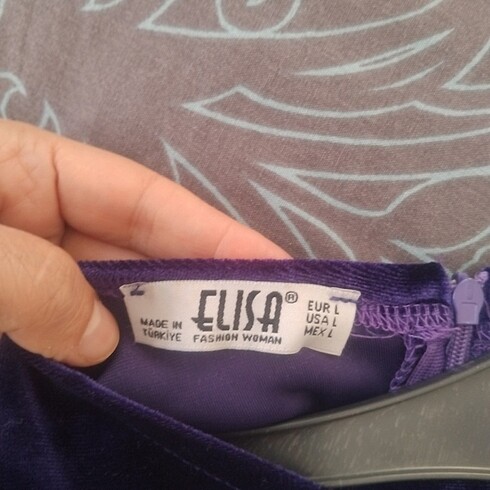 ELISA®
MADE IN
TÜRKİYE
FASHION WOMAN
EUR L
USA L
MEX L